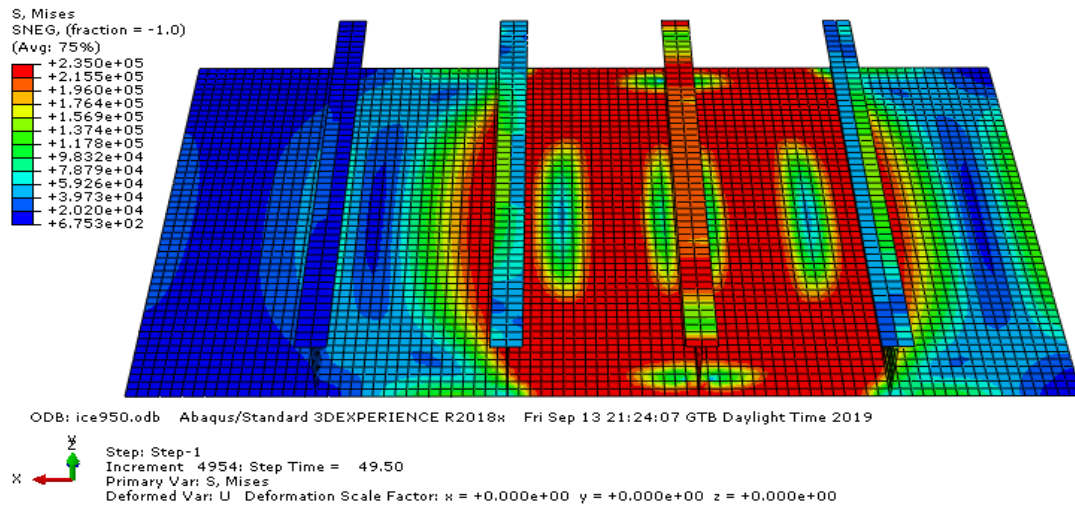 S, Mises
SNEG, (fraction = -1.0)
(Avg: 75%)
+2.350e+05
+2.155e+05
+1.960e+05
+1.764e+05
+1.569e+05
+1.374e+05
+1.178e+05
+9.832e+04
+7.879e+04
+5.926e+04
+3.973e+04
+2.020e+04
+6.753e+02
ODB: ice950.odb Abaqus/Standard 3DEXPERIENCE R2018x Fri Sep 13 21:24:07 GTB Daylight Time 2019
Y
Z
X
Step: Step-1
Increment 4954: Step Time = 49.50
Primary Var: S, Mises
Deformed Var: U Deformation Scale Factor: x = +0.000e+00 y = +0.000e+00 z = +0.000e+00